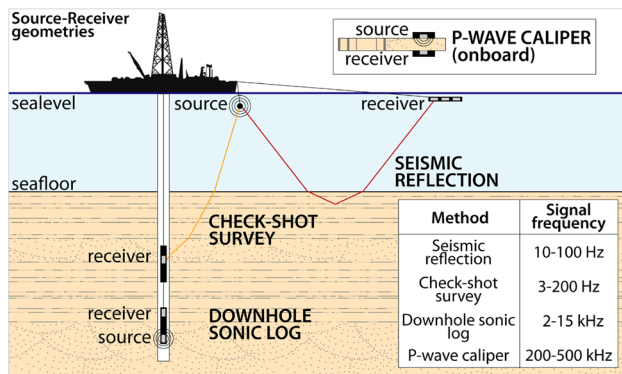 Source-Receiver
geometries
source
receiver
P-WAVE CALIPER
(onboard)
sealevel
source
receiver
SEISMIC
REFLECTION
seafloor
CHECK-SHOT
SURVEY
receiver
receiver
source
DOWNHOLE
SONIC LOG
Method Signal
frequency
Seismic
reflection 10-100 Hz
Check-shot
survey 3-200 Hz
Downhole sonic
log 2-15 kHz
P-wave caliper 200-500 kHz